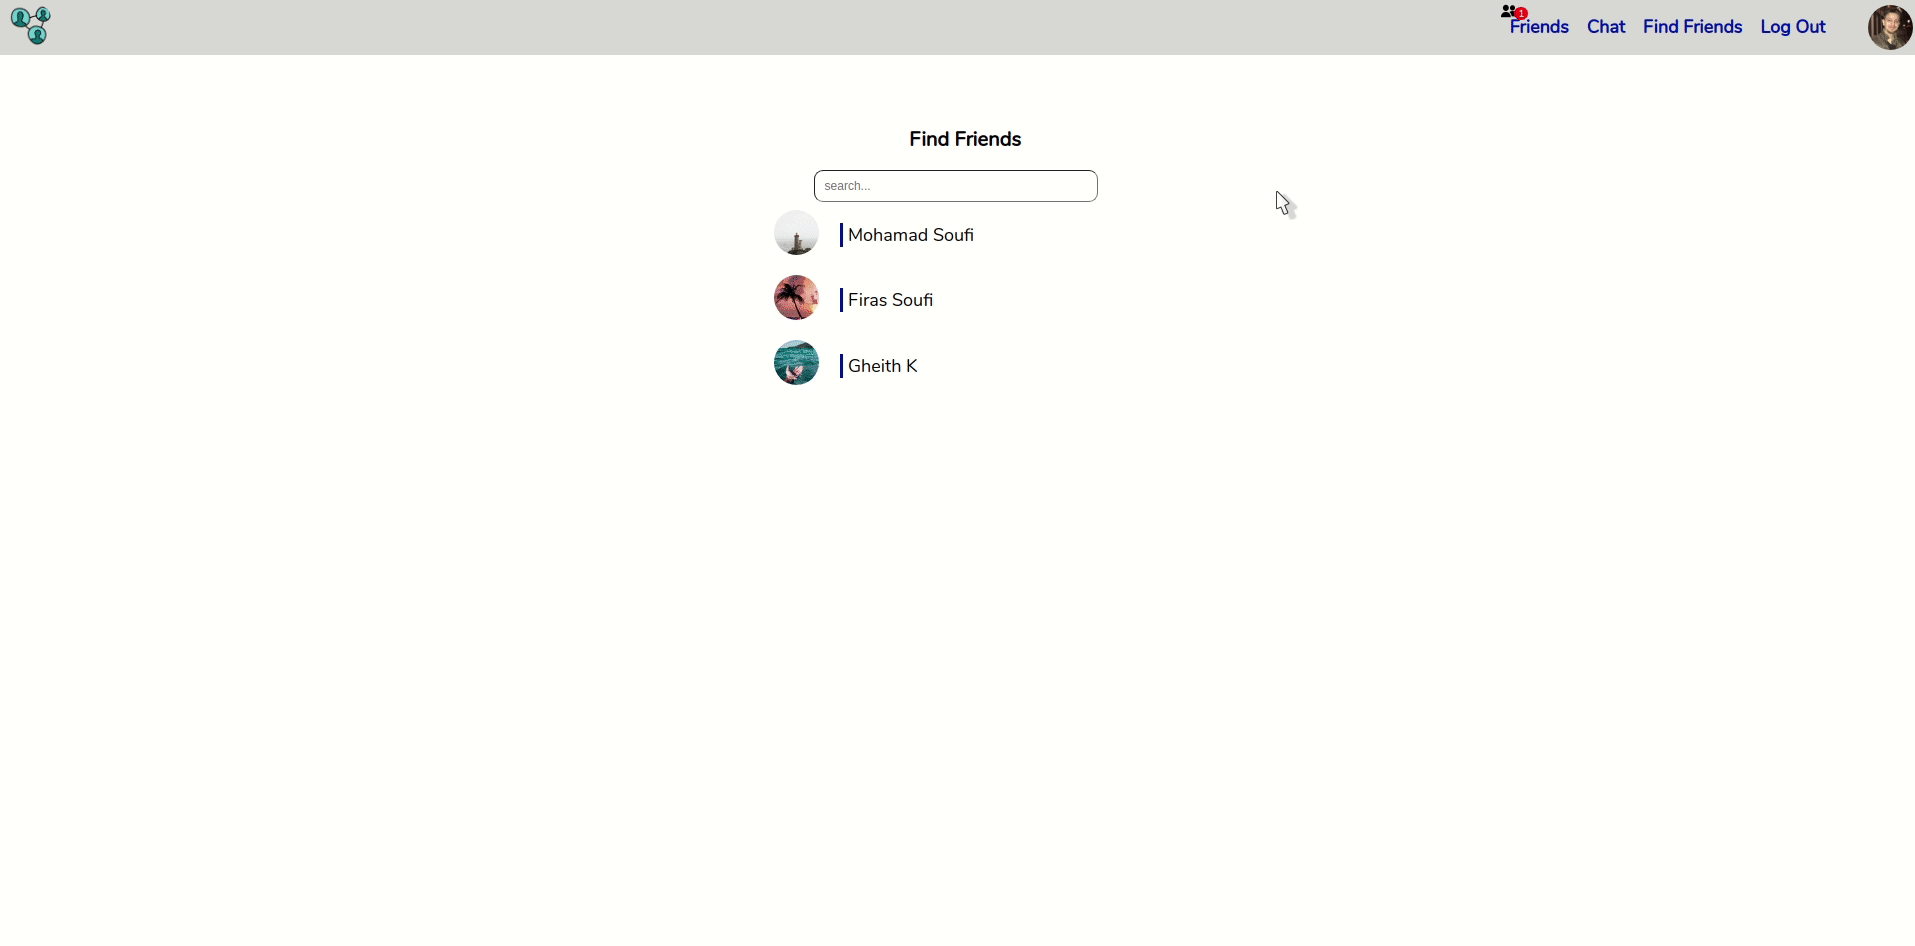 1
Friends Chat Find Friends Log Out
Find Friends
search...
Mohamad Soufi
Firas Soufi
Gheith K